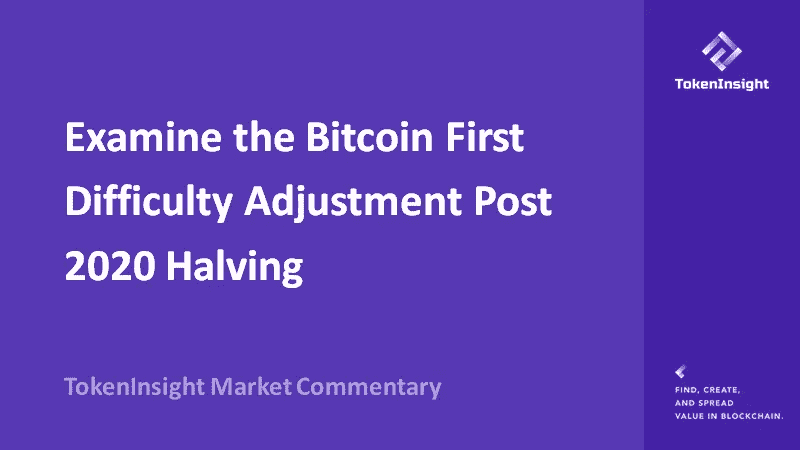 TokenInsight
Examine the Bitcoin First
Difficulty Adjustment Post
2020 Halving
TokenInsight Market Commentary
FIND, CREATE,
AND SPREAD
VALUE IN BLOCKCHAIN.